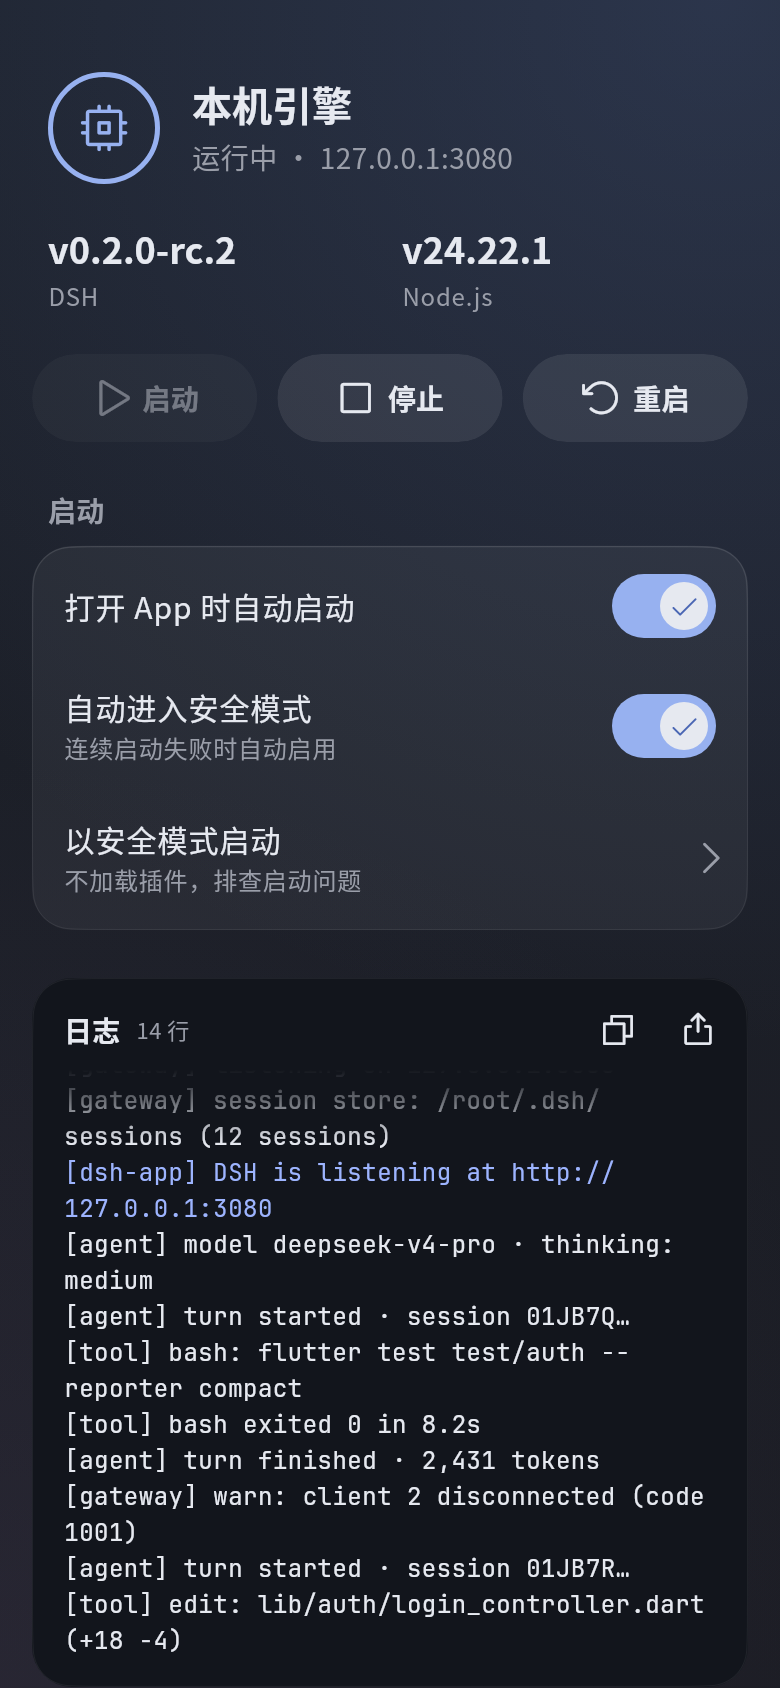 本机引擎
运行中 · 127.0.0.1:3080
v0.2.0-rc.2
v24.22.1
DSH
Node.js
启动
停止
重启
启动
打开 App 时自动启动
自动进入安全模式
连续启动失败时自动启用
以安全模式启动
不加载插件，排查启动问题
日志 14 行
[gateway] session store: /root/.dsh/
sessions (12 sessions)
[dsh-app] DSH is listening at http://
127.0.0.1:3080
[agent] model deepseek-v4-pro · thinking:
medium
[agent] turn started · session 01JB7Q…
[tool] bash: flutter test test/auth --
reporter compact
[tool] bash exited 0 in 8.2s
[agent] turn finished · 2,431 tokens
[gateway] warn: client 2 disconnected (code
1001)
[agent] turn started · session 01JB7R…
[tool] edit: lib/auth/login_controller.dart
(+18 -4)